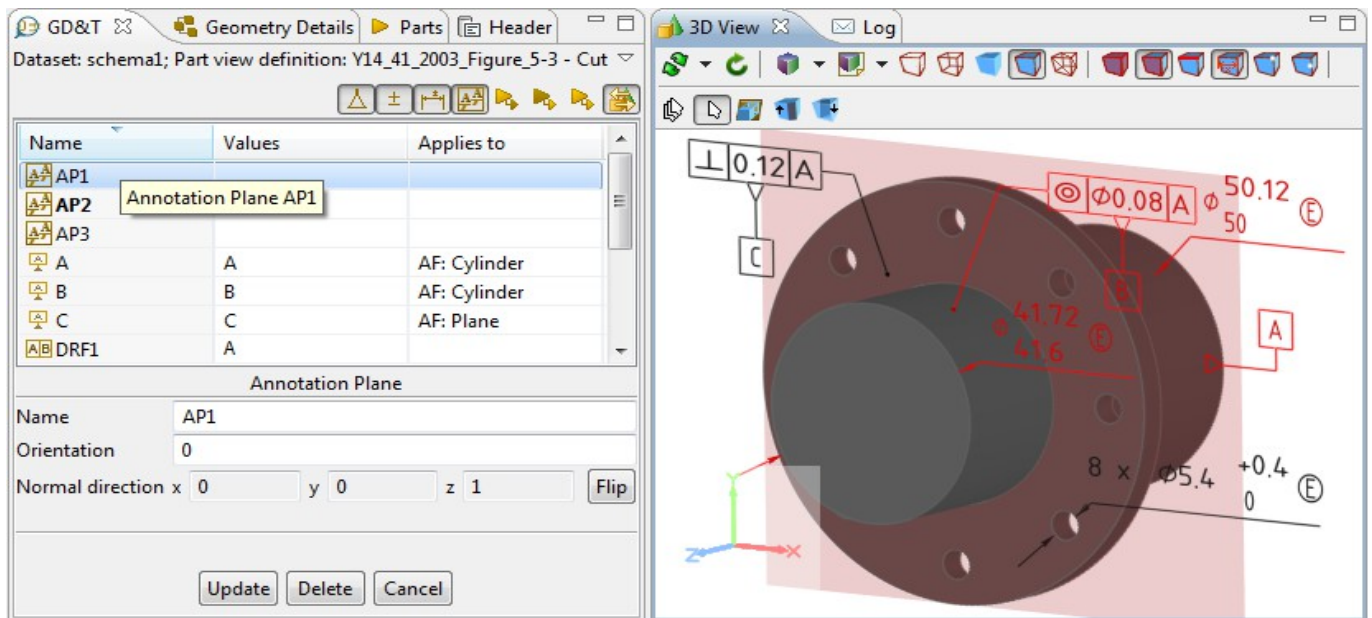 GD&T
Geometry Details
Parts
Header
Dataset: schema1; Part view definition: Y14_41_2003_Figure_5-3 - Cut
Name Values Applies to
AP1
Annotation Plane AP1
AP2
AP3
A A AF: Cylinder
B B AF: Cylinder
C C AF: Plane
DRF1 A
Annotation Plane
Name AP1
Orientation 0
Normal direction x 0 y 0 z 1 Flip
Update Delete Cancel
3D View
Log
⊥ 0.12 A
C
◎ ⌀0.08 A
B
⌀ 50.12 Ⓔ
50
⌀ 41.72 Ⓔ
41.6
A
8 x ⌀5.4 +0.4 Ⓔ
0
Y
Z
X